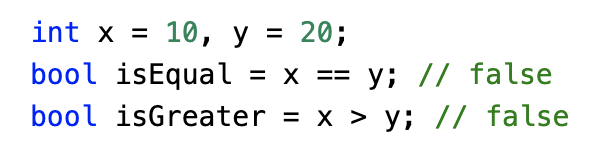 int x = 10, y = 20;
bool isEqual = x == y; // false
bool isGreater = x > y; // false